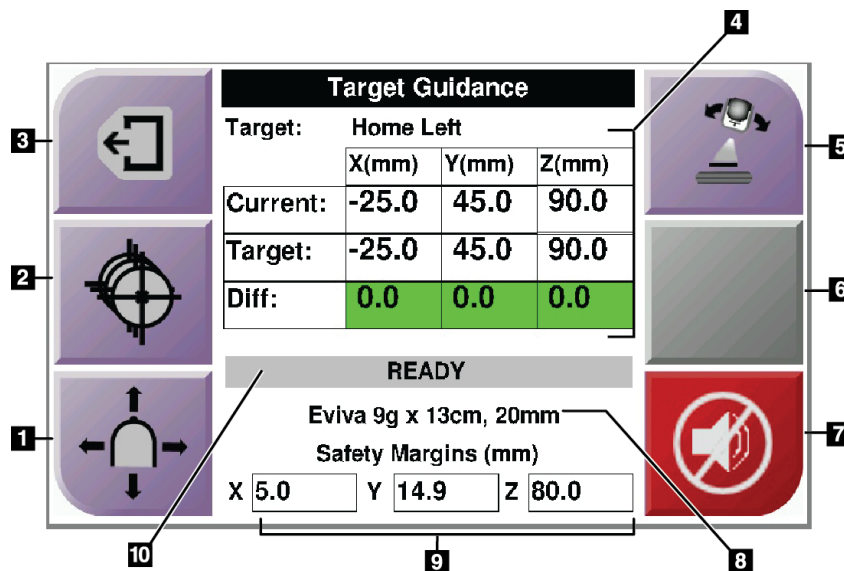 4
Target Guidance
Target: Home Left
X(mm) Y(mm) Z(mm)
Current: -25.0 45.0 90.0
Target: -25.0 45.0 90.0
Diff: 0.0 0.0 0.0
READY
Eviva 9g x 13cm, 20mm
Safety Margins (mm)
X 5.0 Y 14.9 Z 80.0
3
2
1
5
6
7
10
9
8